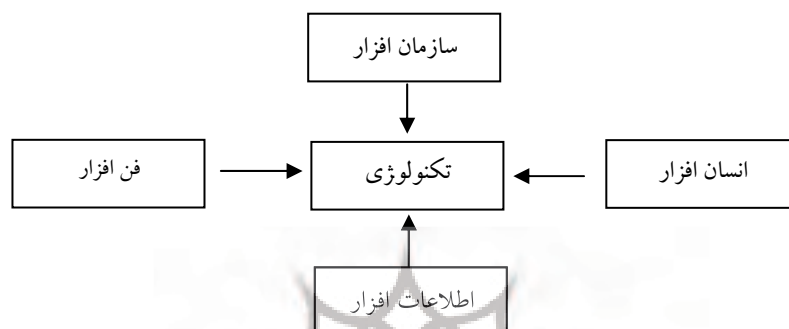 سازمان افزار
انسان افزار
تکنولوژی
فن افزار
اطلاعات افزار